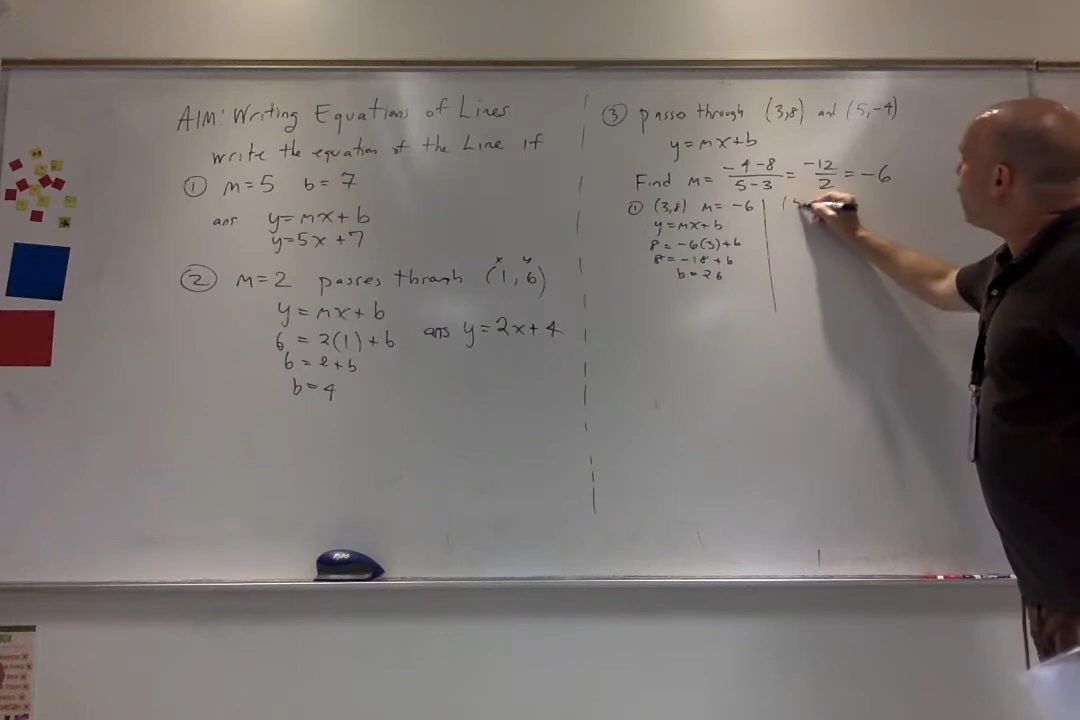 AIM: Writing Equations of Lines
write the equation of the Line if
① m=5 b=7
ans y=mx+b
y=5x+7
② m=2 passes through (1,6)
x y
y=mx+b
6=2(1)+b
6=2+b
b=4
ans y=2x+4
③ passes through (3,8) and (5,-4)
y=mx+b
Find m= -4-8/5-3 = -12/2 = -6
① (3,8) m=-6
y=mx+b
8=-6(3)+b
8=-18+b
b=26